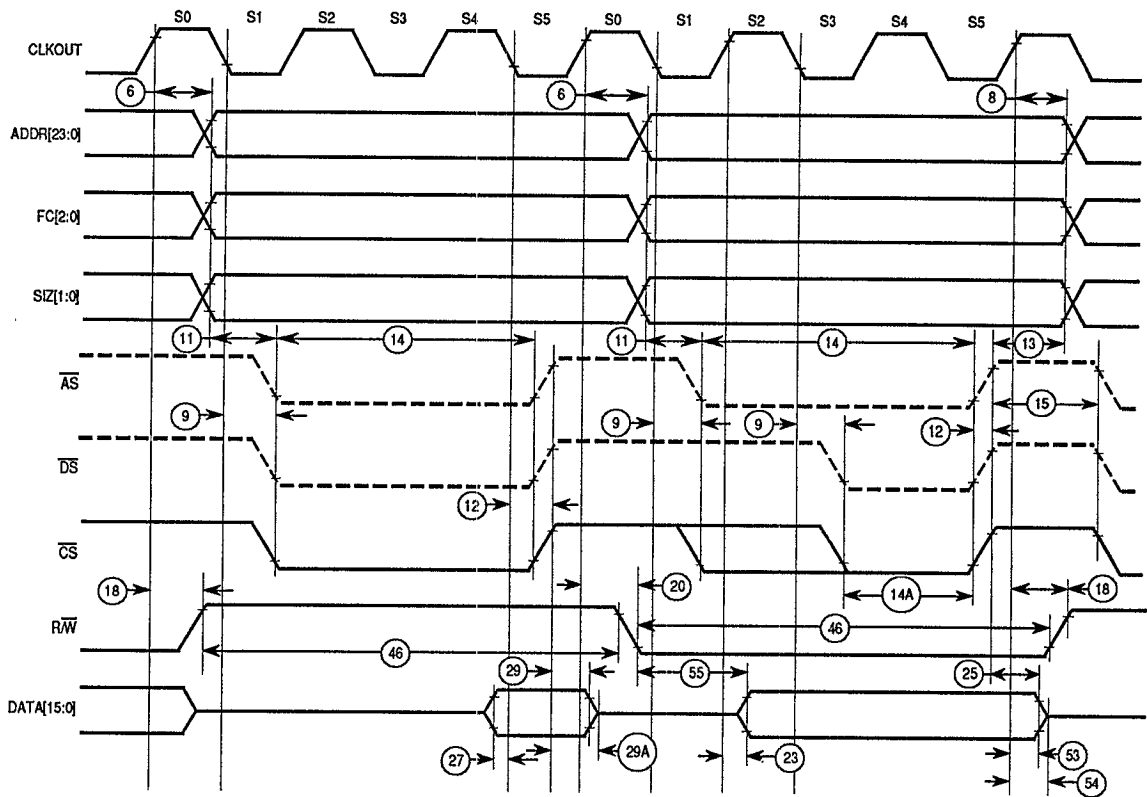 S0 S1 S2 S3 S4 S5 S0 S1 S2 S3 S4 S5
CLKOUT
6 6 8
ADDR[23:0]
FC[2:0]
SIZ[1:0]
11 14 11 14 13
AS
9 9 9 12 15
DS
12
CS
18 20 14A 18
R/W
46 46
29 55 25
DATA[15:0]
27 29A 23 53
54